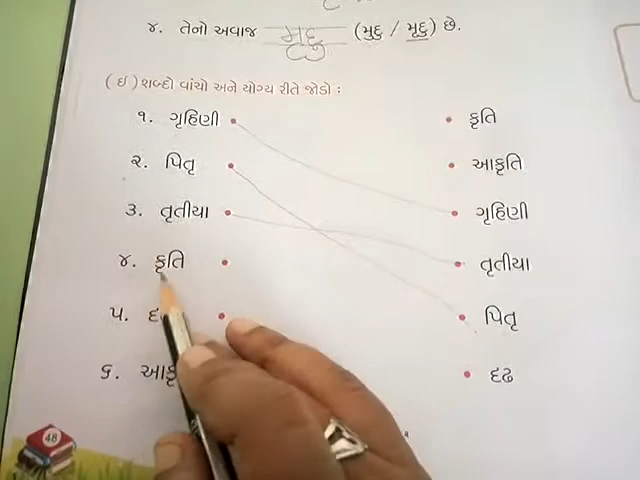 ૪. તેનો અવાજ મૃદુ (મુદુ / મૃદુ) છે.
(ઈ) શબ્દો વાંચો અને યોગ્ય રીતે જોડો :
૧. ગૃહિણી કૃતિ
૨. પિતૃ આકૃતિ
૩. તૃતીયા ગૃહિણી
૪. કૃતિ તૃતીયા
૫. પિતૃ
૬. દૃઢ
48